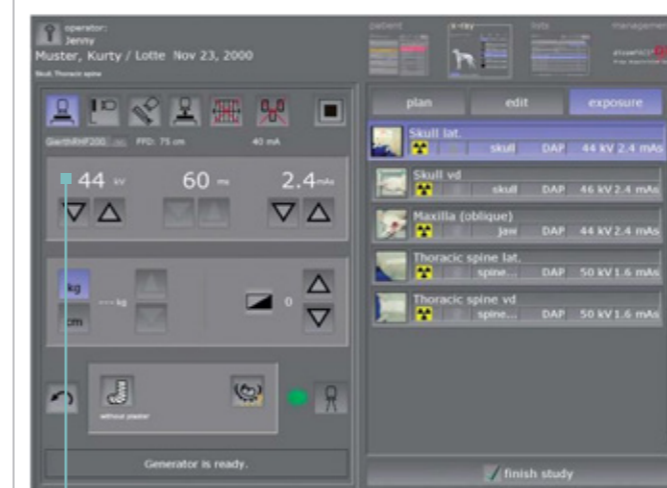 operator:
Jenny
Muster, Kurty / Lotte Nov 23, 2000
Skull, Thoracic spine
patient
x-ray
lists
management
GierthRHF200
FFD: 75 cm
40 mA
44 kV
60 ms
2.4 mAs
kg
--- kg
0
cm
without plaster
Generator is ready.
plan
edit
exposure
Skull lat.
skull DAP 44 kV 2.4 mAs
Skull vd
skull DAP 46 kV 2.4 mAs
Maxilla (oblique)
jaw DAP 44 kV 2.4 mAs
Thoracic spine lat.
spine... DAP 50 kV 1.6 mAs
Thoracic spine vd
spine... DAP 50 kV 1.6 mAs
finish study